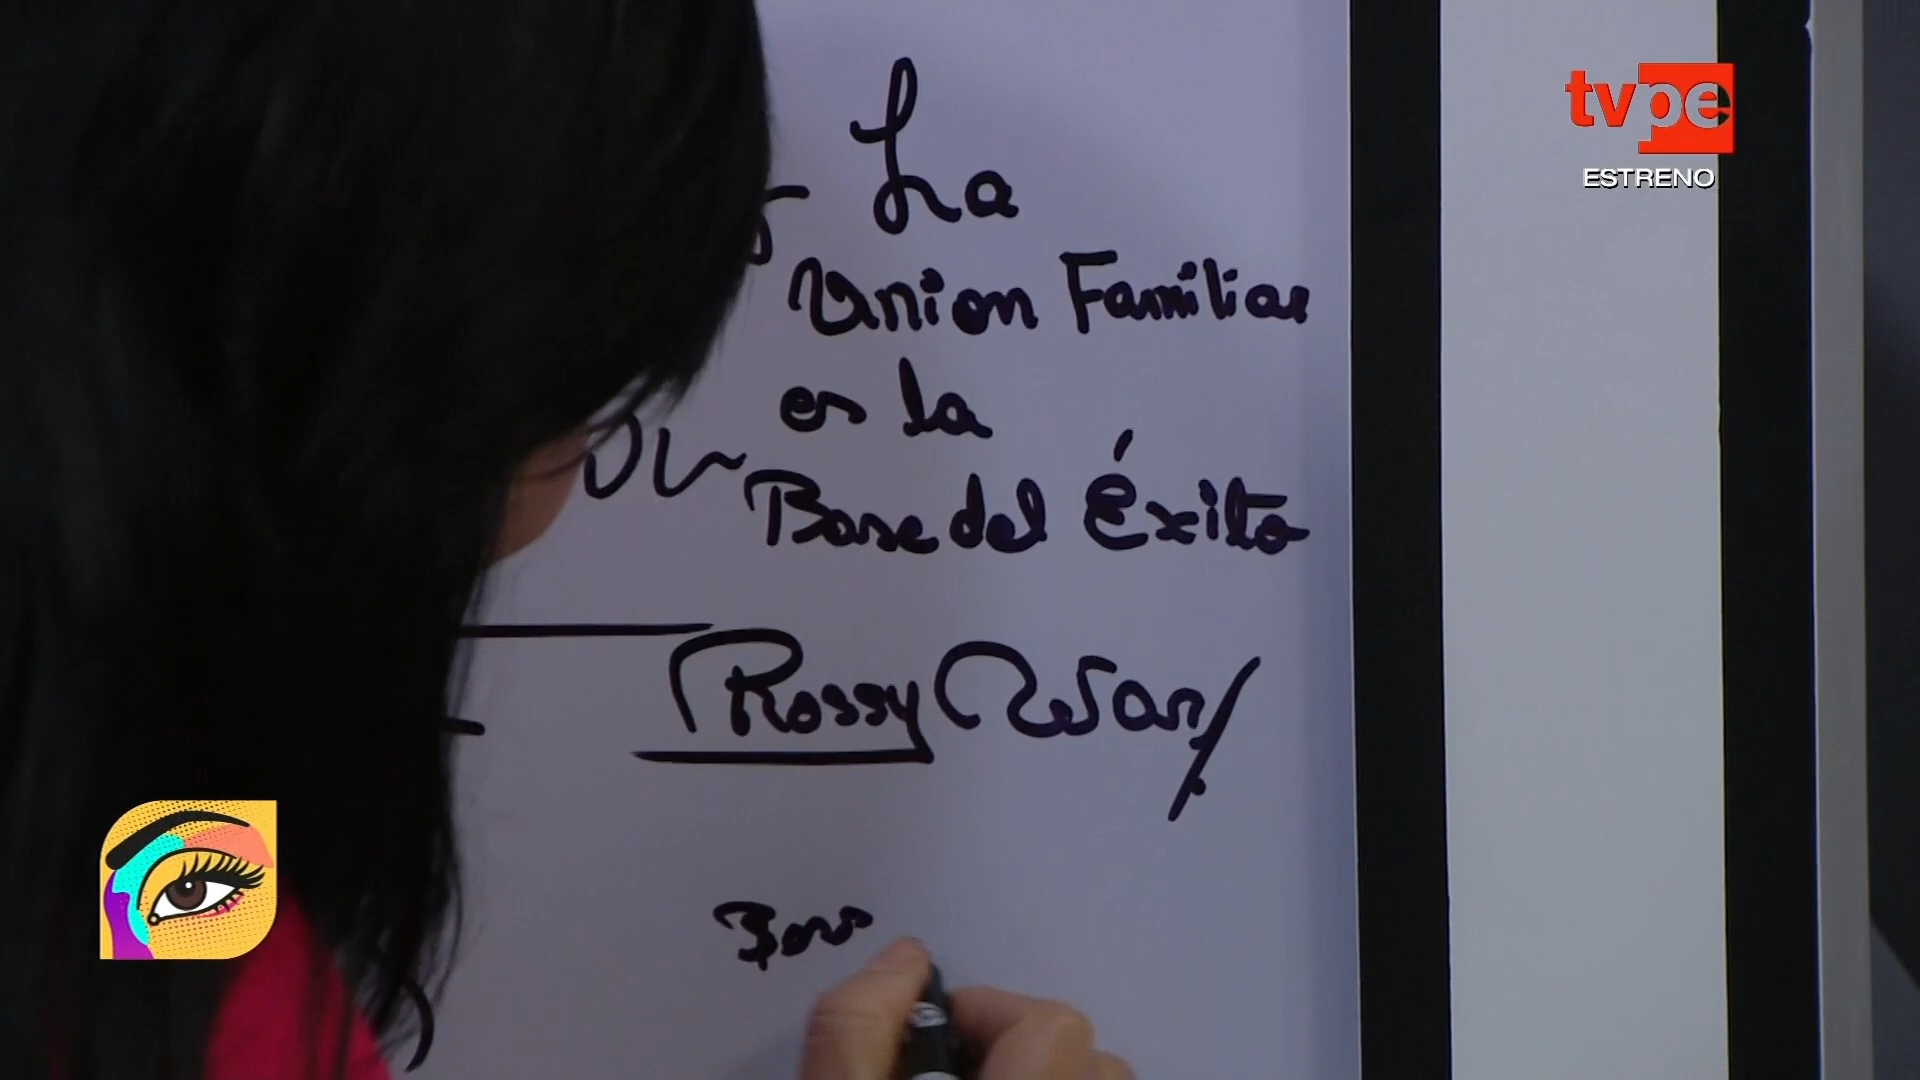 tvpe
ESTRENO
La
Union Familiar
es la
Base del Éxito
Rossy